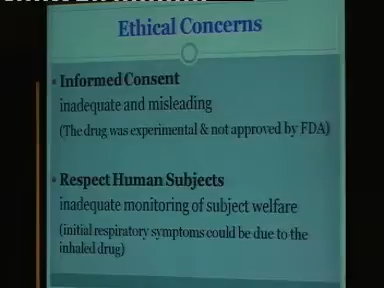 Ethical Concerns
Informed Consent
inadequate and misleading
(The drug was experimental & not approved by FDA)
Respect Human Subjects
inadequate monitoring of subject welfare
(initial respiratory symptoms could be due to the
inhaled drug)